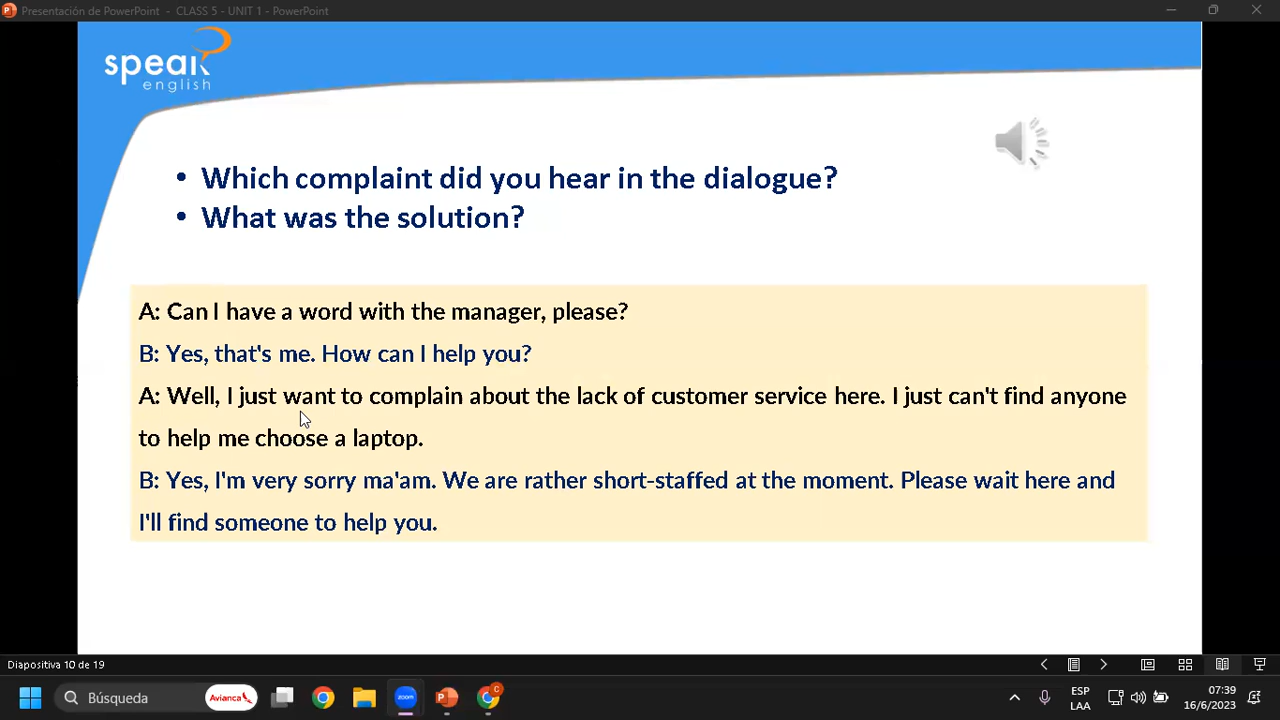 Presentación de PowerPoint - CLASS 5 - UNIT 1 - PowerPoint
speak
english
• Which complaint did you hear in the dialogue?
• What was the solution?
A: Can I have a word with the manager, please?
B: Yes, that's me. How can I help you?
A: Well, I just want to complain about the lack of customer service here. I just can't find anyone
to help me choose a laptop.
B: Yes, I'm very sorry ma'am. We are rather short-staffed at the moment. Please wait here and
I'll find someone to help you.
Diapositiva 10 de 19
Búsqueda
Avianca
zoom
C
ESP
LAA
07:39
16/6/2023